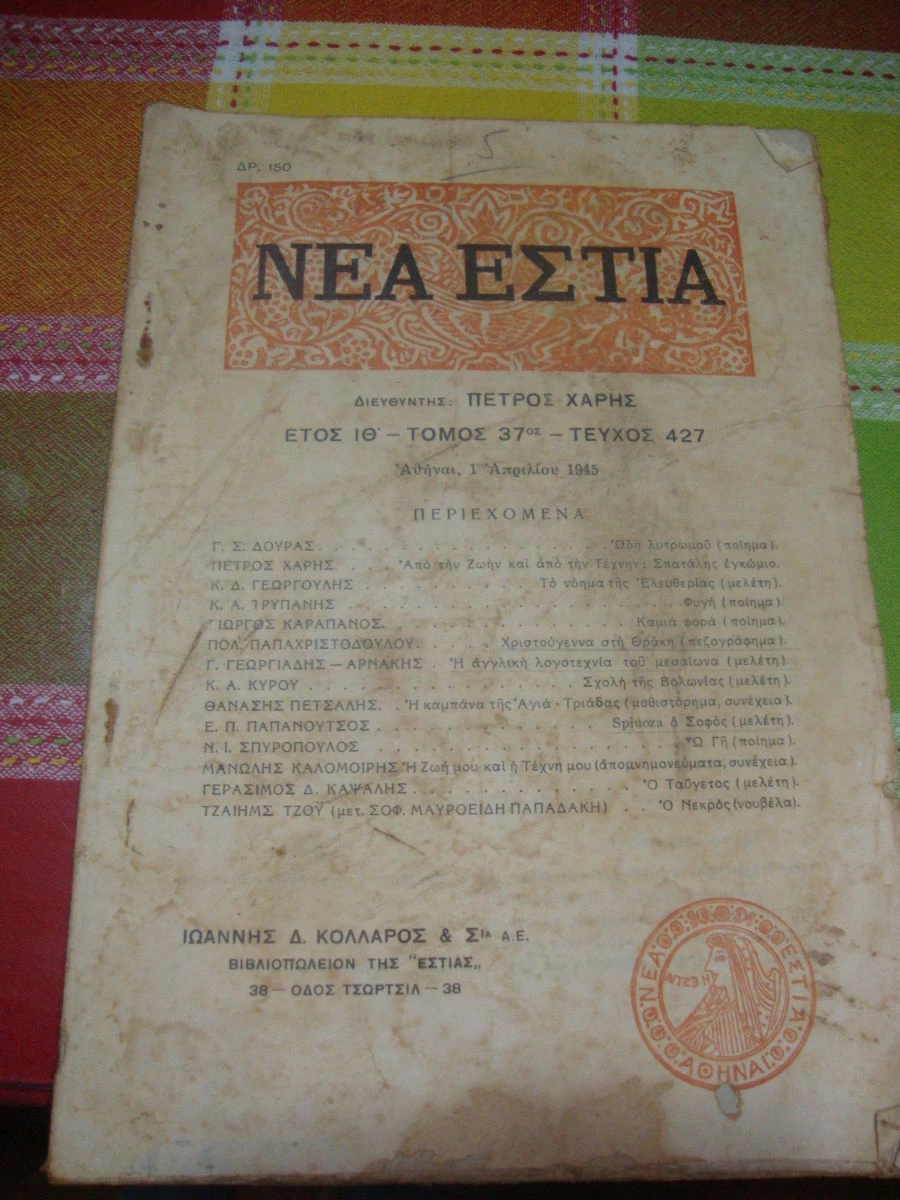 5
ΔΡ. 150
ΝΕΑ ΕΣΤΙΑ
ΔΙΕΥΘΥΝΤΗΣ: ΠΕΤΡΟΣ ΧΑΡΗΣ
ΕΤΟΣ ΙΘ' – ΤΟΜΟΣ 37ος – ΤΕΥΧΟΣ 427
Ἀθῆναι, 1 Ἀπριλίου 1945
ΠΕΡΙΕΧΟΜΕΝΑ
Γ. Σ. ΔΟΥΡΑΣ . . . . . . . . . . . . . . . . . . . . Ὠδὴ λυτρωμοῦ (ποίημα).
ΠΕΤΡΟΣ ΧΑΡΗΣ . . . . Ἀπὸ τὴν Ζωὴν καὶ ἀπὸ τὴν Τέχνην: Σπατάλης ἐγκώμιο.
Κ. Δ. ΓΕΩΡΓΟΥΛΗΣ . . . . . . . . . . . . Τὸ νόημα τῆς Ἐλευθερίας (μελέτη).
Κ. Α. ΤΡΥΠΑΝΗΣ . . . . . . . . . . . . . . . . . . . . . . Φυγὴ (ποίημα).
ΓΙΩΡΓΟΣ ΚΑΡΑΠΑΝΟΣ. . . . . . . . . . . . . . . . . Καμιὰ φορὰ (ποίημα).
ΠΟΛ. ΠΑΠΑΧΡΙΣΤΟΔΟΥΛΟΥ. . . . . Χριστούγεννα στὴ Θράκη (πεζογράφημα).
Γ. ΓΕΩΡΓΙΑΔΗΣ – ΑΡΝΑΚΗΣ . Ἡ ἀγγλικὴ λογοτεχνία τοῦ μεσαίωνα (μελέτη).
Κ. Α. ΚΥΡΟΥ . . . . . . . . . . . . . . . . . Σχολὴ τῆς Βολωνίας (μελέτη).
ΘΑΝΑΣΗΣ ΠΕΤΣΑΛΗΣ. . Ἡ καμπάνα τῆς Ἁγιὰ - Τριάδας (μυθιστόρημα, συνέχεια).
Ε. Π. ΠΑΠΑΝΟΥΤΣΟΣ . . . . . . . . . . . . . . . Spinoza ὁ Σοφὸς (μελέτη).
Ν. Ι. ΣΠΥΡΟΠΟΥΛΟΣ . . . . . . . . . . . . . . . . . . . . . Ὦ Γῆ (ποίημα).
ΜΑΝΩΛΗΣ ΚΑΛΟΜΟΙΡΗΣ Ἡ Ζωή μου καὶ ἡ Τέχνη μου (ἀπομνημονεύματα, συνέχεια).
ΓΕΡΑΣΙΜΟΣ Δ. ΚΑΨΑΛΗΣ . . . . . . . . . . . . . . . . Ὁ Ταΰγετος (μελέτη).
ΤΖΑΙΗΜΣ ΤΖΟΫ (μετ. ΣΟΦ. ΜΑΥΡΟΕΙΔΗ ΠΑΠΑΔΑΚΗ) . . Ὁ Νεκρὸς (νουβέλα).
ΙΩΑΝΝΗΣ Δ. ΚΟΛΛΑΡΟΣ & ΣΙΑ Α.Ε.
ΒΙΒΛΙΟΠΩΛΕΙΟΝ ΤΗΣ "ΕΣΤΙΑΣ„
38 – ΟΔΟΣ ΤΣΩΡΤΣΙΛ – 38
ΝΕΑ ΕΣΤΙΑ
ΑΘΗΝΑΙ